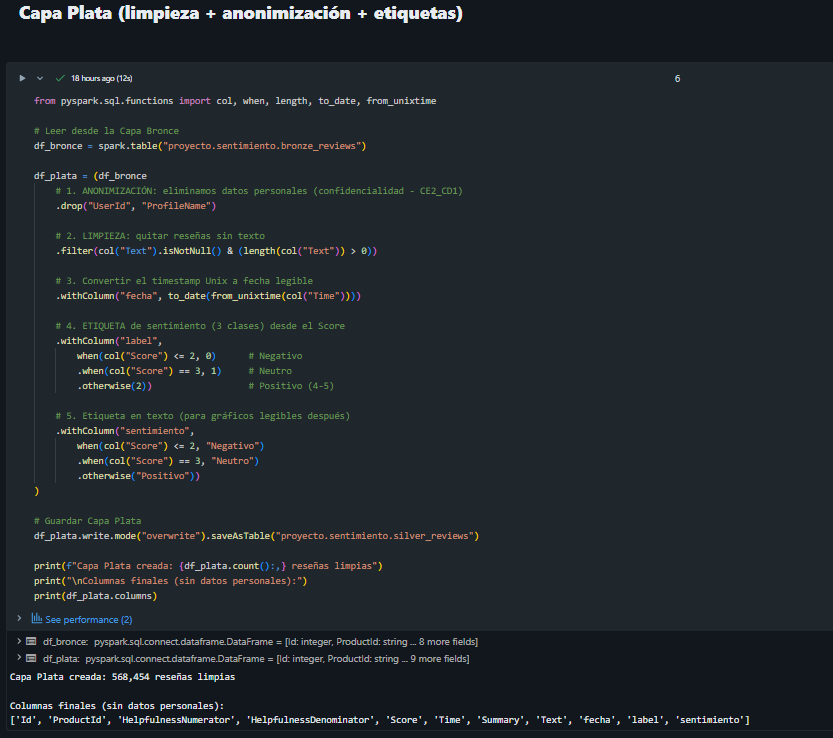 Capa Plata (limpieza + anonimización + etiquetas)
18 hours ago (12s)
6
from pyspark.sql.functions import col, when, length, to_date, from_unixtime
# Leer desde la Capa Bronce
df_bronce = spark.table("proyecto.sentimiento.bronze_reviews")
df_plata = (df_bronce
# 1. ANONIMIZACIÓN: eliminamos datos personales (confidencialidad - CE2_CD1)
.drop("UserId", "ProfileName")
# 2. LIMPIEZA: quitar reseñas sin texto
.filter(col("Text").isNotNull() & (length(col("Text")) > 0))
# 3. Convertir el timestamp Unix a fecha legible
.withColumn("fecha", to_date(from_unixtime(col("Time"))))
# 4. ETIQUETA de sentimiento (3 clases) desde el Score
.withColumn("label",
when(col("Score") <= 2, 0)      # Negativo
.when(col("Score") == 3, 1)     # Neutro
.otherwise(2))                  # Positivo (4-5)
# 5. Etiqueta en texto (para gráficos legibles después)
.withColumn("sentimiento",
when(col("Score") <= 2, "Negativo")
.when(col("Score") == 3, "Neutro")
.otherwise("Positivo"))
)
# Guardar Capa Plata
df_plata.write.mode("overwrite").saveAsTable("proyecto.sentimiento.silver_reviews")
print(f"Capa Plata creada: {df_plata.count():,} reseñas limpias")
print("\nColumnas finales (sin datos personales):")
print(df_plata.columns)
See performance (2)
df_bronce: pyspark.sql.connect.dataframe.DataFrame = [Id: integer, ProductId: string ... 8 more fields]
df_plata: pyspark.sql.connect.dataframe.DataFrame = [Id: integer, ProductId: string ... 9 more fields]
Capa Plata creada: 568,454 reseñas limpias
Columnas finales (sin datos personales):
['Id', 'ProductId', 'HelpfulnessNumerator', 'HelpfulnessDenominator', 'Score', 'Time', 'Summary', 'Text', 'fecha', 'label', 'sentimiento']